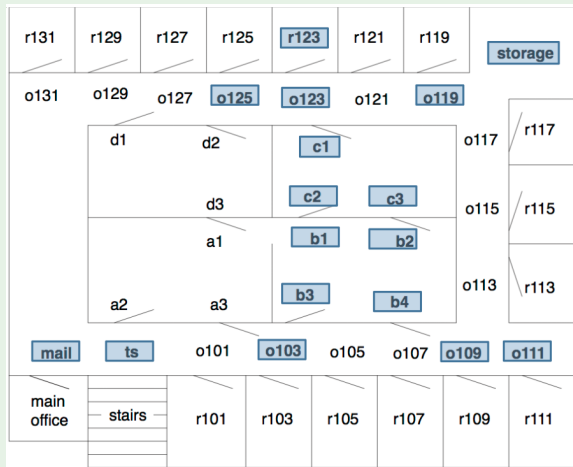 r131 r129 r127 r125 r123 r121 r119
storage
o131 o129 o127 o125 o123 o121 o119
d1 d2 c1 o117 r117
d3 c2 c3 o115 r115
a1 b1 b2
a2 a3 b3 b4 o113 r113
mail ts o101 o103 o105 o107 o109 o111
main
office
stairs r101 r103 r105 r107 r109 r111